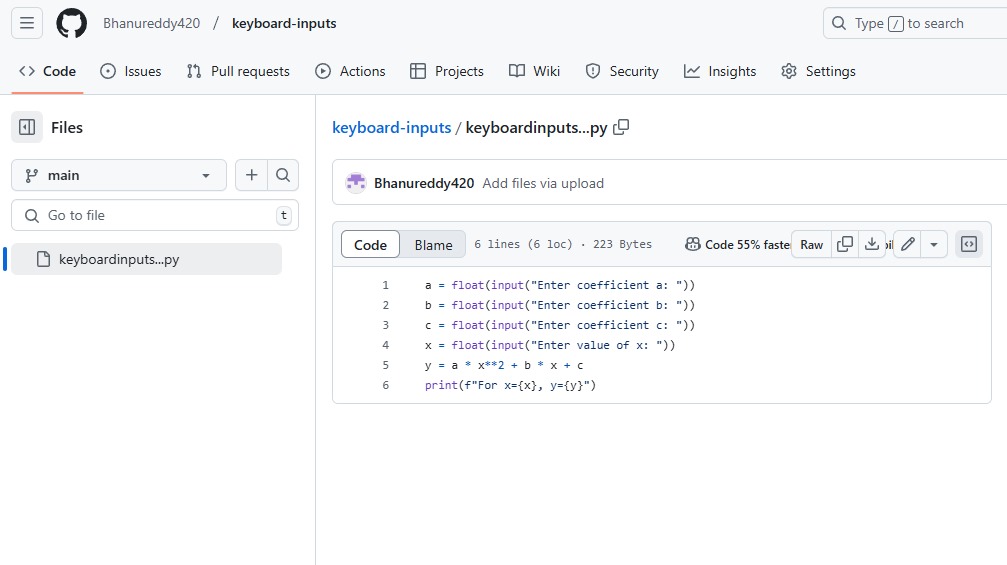 Bhanureddy420 / keyboard-inputs
Type / to search
Code Issues Pull requests Actions Projects Wiki Security Insights Settings
Files
main
Go to file t
keyboardinputs...py
keyboard-inputs / keyboardinputs...py
Bhanureddy420 Add files via upload
Code Blame 6 lines (6 loc) · 223 Bytes Code 55% faster Raw
1 a = float(input("Enter coefficient a: "))
2 b = float(input("Enter coefficient b: "))
3 c = float(input("Enter coefficient c: "))
4 x = float(input("Enter value of x: "))
5 y = a * x**2 + b * x + c
6 print(f"For x={x}, y={y}")